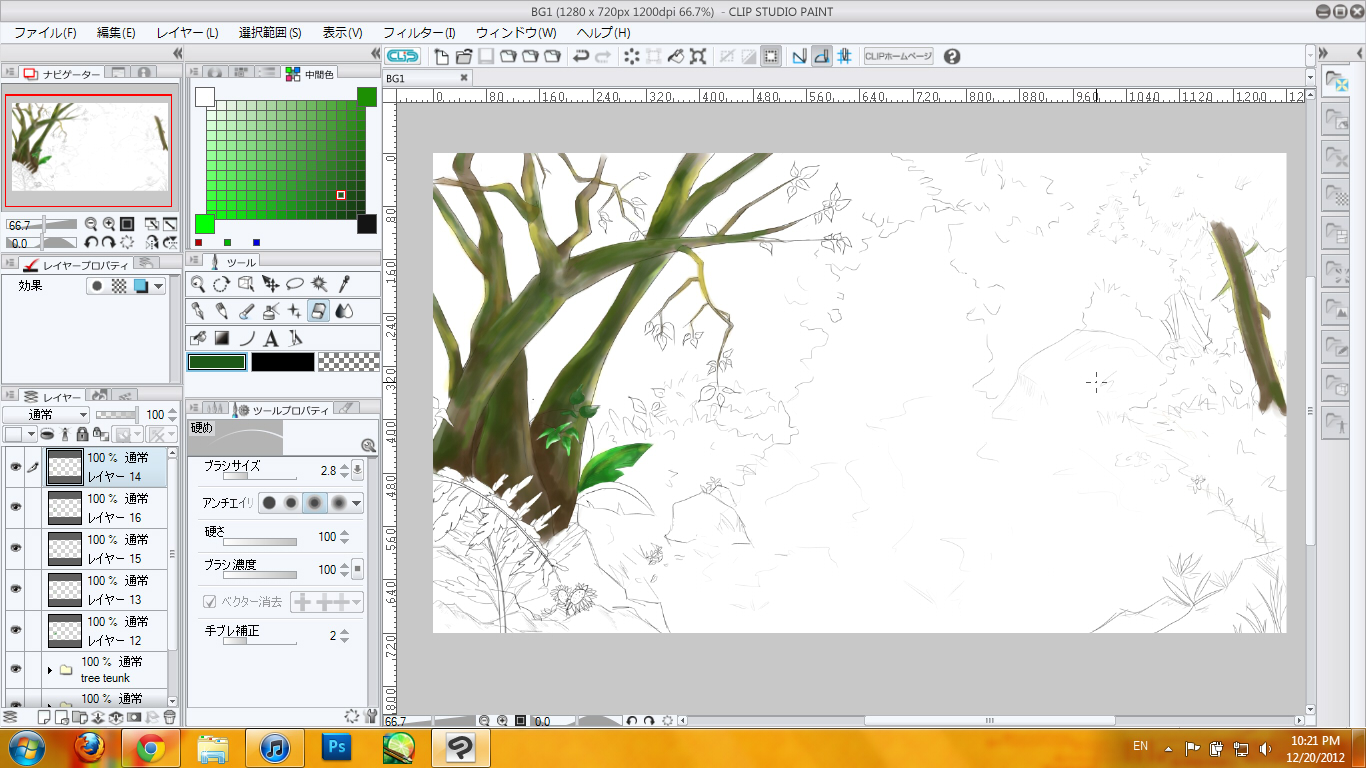 BG1 (1280 x 720px 1200dpi 66.7%) - CLIP STUDIO PAINT
ファイル(F) 編集(E) レイヤー(L) 選択範囲(S) 表示(V) フィルター(I) ウィンドウ(W) ヘルプ(H)
CLiP
CLIPホームページ
ナビゲーター
中間色
BG1
0 80 160 240 320 400 480 560 640 720 800 880 960 1040 1120 1200
0 80 160 240 320 400 480 560 640 720 800
66.7
0.0
レイヤープロパティ
ツール
効果
レイヤー
通常 100
100 % 通常
レイヤー 14
100 % 通常
レイヤー 16
100 % 通常
レイヤー 15
100 % 通常
レイヤー 13
100 % 通常
レイヤー 12
100 % 通常
tree teunk
100 % 通常
ツールプロパティ
硬め
ブラシサイズ 2.8
アンチエイリ
硬さ 100
ブラシ濃度 100
ベクター消去
手ブレ補正 2
66.7 0.0
Ps
EN
10:21 PM
12/20/2012